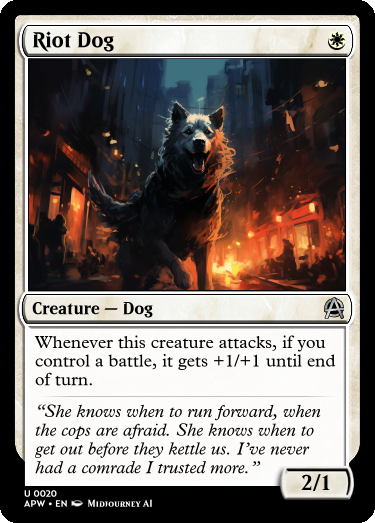 Riot Dog
Creature — Dog
Whenever this creature attacks, if you
control a battle, it gets +1/+1 until end
of turn.
“She knows when to run forward, when
the cops are afraid. She knows when to
get out before they kettle us. I’ve never
had a comrade I trusted more.”
2/1
U 0020
APW • EN Midjourney AI